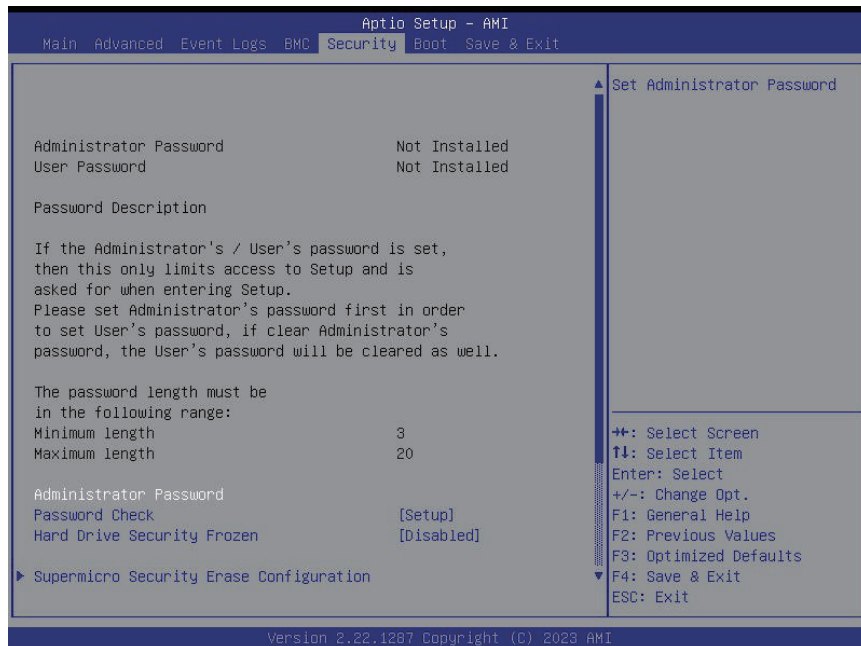 Aptio Setup – AMI
Main Advanced Event Logs BMC Security Boot Save & Exit
Administrator Password Not Installed
User Password Not Installed
Password Description
If the Administrator's / User's password is set,
then this only limits access to Setup and is
asked for when entering Setup.
Please set Administrator's password first in order
to set User's password, if clear Administrator's
password, the User's password will be cleared as well.
The password length must be
in the following range:
Minimum length 3
Maximum length 20
Administrator Password
Password Check [Setup]
Hard Drive Security Frozen [Disabled]
Supermicro Security Erase Configuration
Set Administrator Password
→←: Select Screen
↑↓: Select Item
Enter: Select
+/-: Change Opt.
F1: General Help
F2: Previous Values
F3: Optimized Defaults
F4: Save & Exit
ESC: Exit
Version 2.22.1287 Copyright (C) 2023 AMI